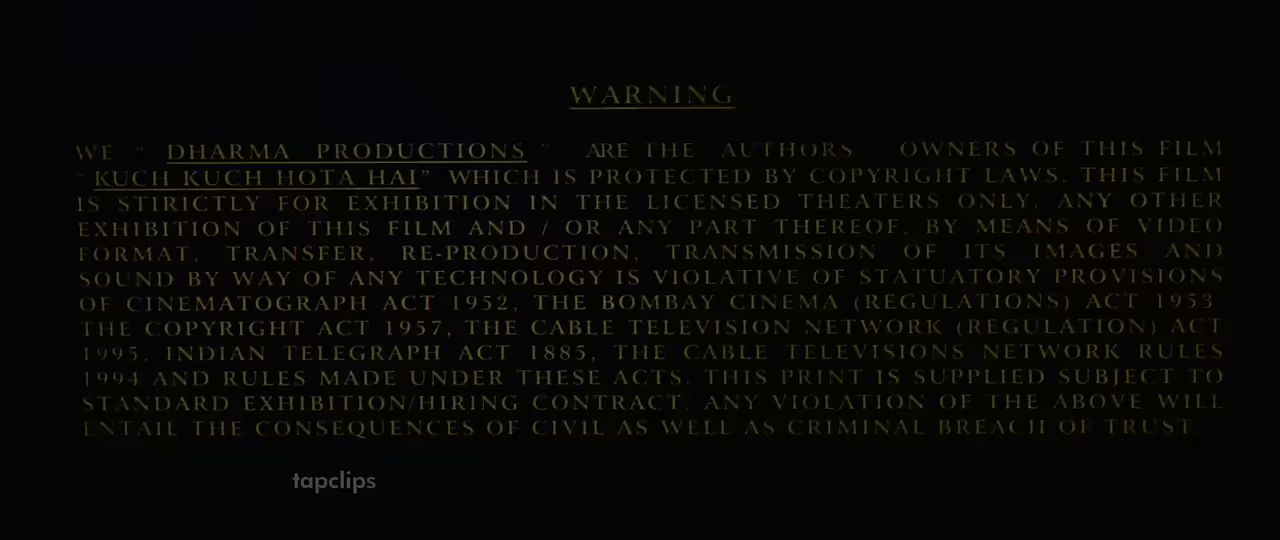 WARNING
WE " DHARMA PRODUCTIONS " ARE THE AUTHORS OWNERS OF THIS FILM
" KUCH KUCH HOTA HAI" WHICH IS PROTECTED BY COPYRIGHT LAWS. THIS FILM
IS STIRICTLY FOR EXHIBITION IN THE LICENSED THEATERS ONLY. ANY OTHER
EXHIBITION OF THIS FILM AND / OR ANY PART THEREOF, BY MEANS OF VIDEO
FORMAT, TRANSFER, RE-PRODUCTION, TRANSMISSION OF ITS IMAGES AND
SOUND BY WAY OF ANY TECHNOLOGY IS VIOLATIVE OF STATUATORY PROVISIONS
OF CINEMATOGRAPH ACT 1952, THE BOMBAY CINEMA (REGULATIONS) ACT 1953
THE COPYRIGHT ACT 1957, THE CABLE TELEVISION NETWORK (REGULATION) ACT
1995, INDIAN TELEGRAPH ACT 1885, THE CABLE TELEVISIONS NETWORK RULES
1994 AND RULES MADE UNDER THESE ACTS. THIS PRINT IS SUPPLIED SUBJECT TO
STANDARD EXHIBITION/HIRING CONTRACT. ANY VIOLATION OF THE ABOVE WILL
ENTAIL THE CONSEQUENCES OF CIVIL AS WELL AS CRIMINAL BREACH OF TRUST.
tapclips